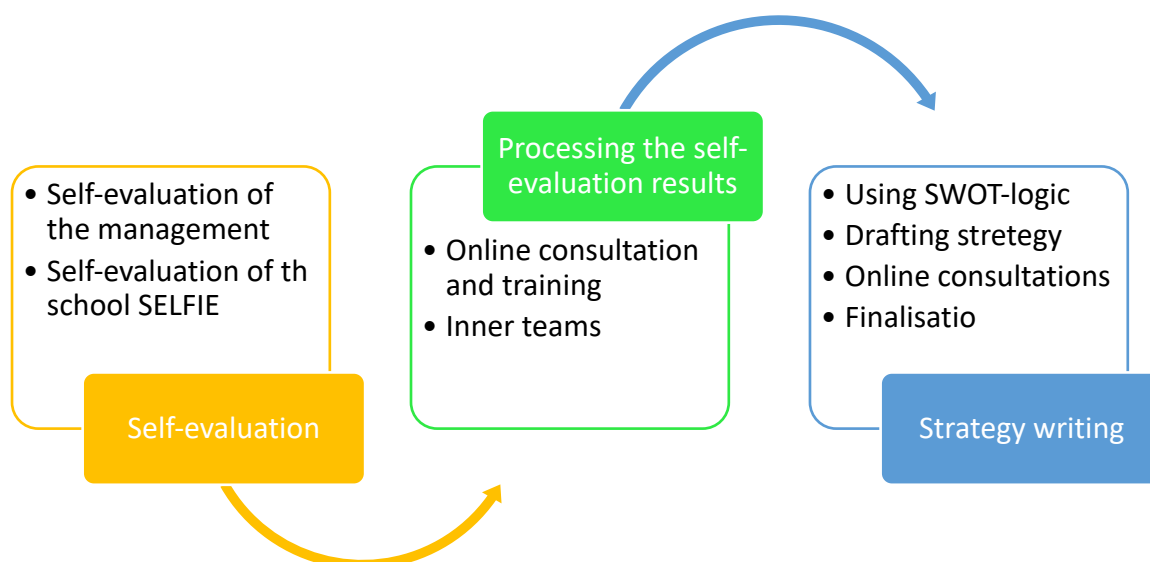 • Self-evaluation of
the management
• Self-evaluation of th
school SELFIE
Self-evaluation
Processing the self-
evaluation results
• Online consultation
and training
• Inner teams
• Using SWOT-logic
• Drafting stretegy
• Online consultations
• Finalisatio
Strategy writing